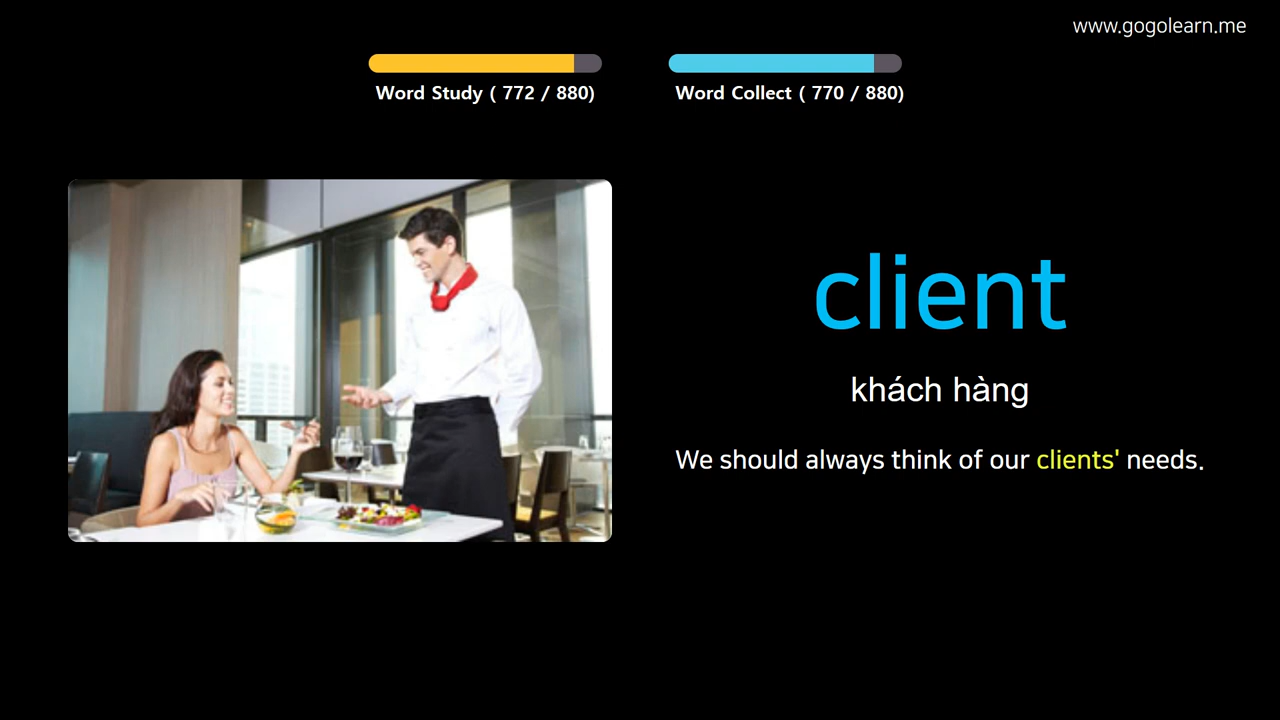 www.gogolearn.me
Word Study ( 772 / 880)
Word Collect ( 770 / 880)
client
khách hàng
We should always think of our clients' needs.